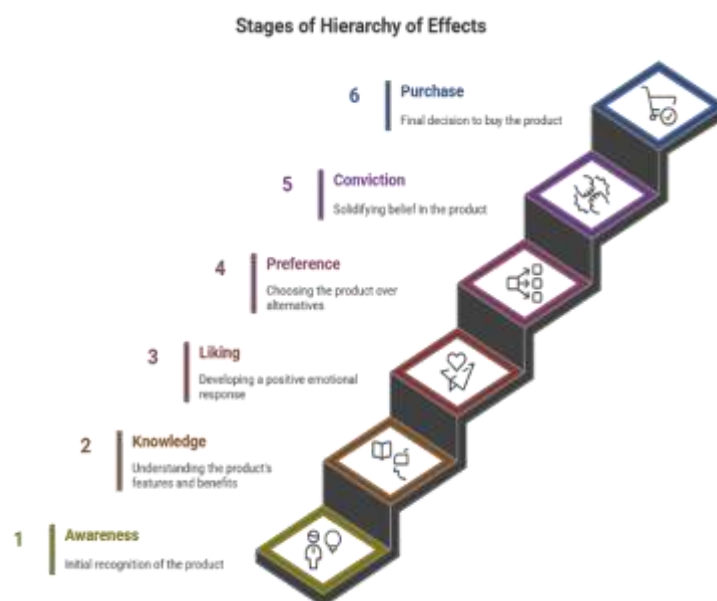 Stages of Hierarchy of Effects
6
Purchase
Final decision to buy the product
5
Conviction
Solidifying belief in the product
4
Preference
Choosing the product over
alternatives
3
Liking
Developing a positive emotional
response
2
Knowledge
Understanding the product's
features and benefits
1
Awareness
Initial recognition of the product